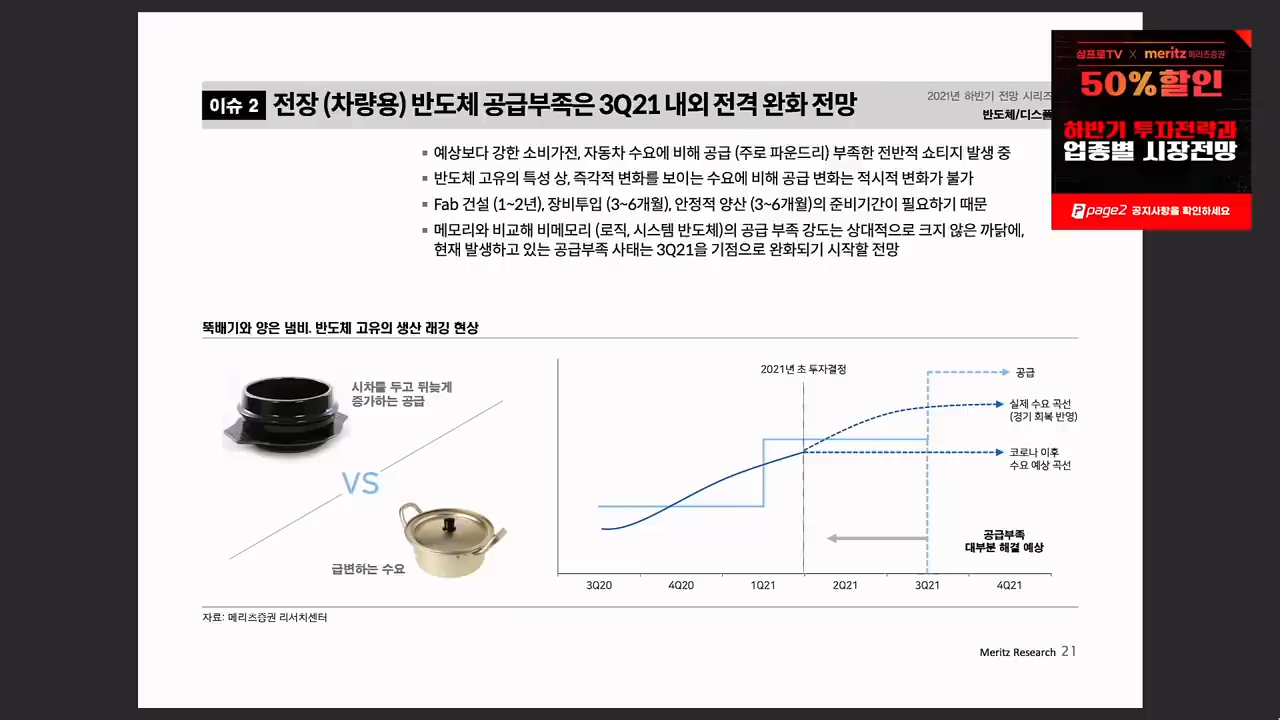 이슈 2 전장 (차량용) 반도체 공급부족은 3Q21 내외 전격 완화 전망
2021년 하반기 전망 시리즈
반도체/디스플
삼프로TV X meritz 메리츠증권
50%할인
하반기 투자전략과
업종별 시장전망
page2 공지사항을 확인하세요
예상보다 강한 소비가전, 자동차 수요에 비해 공급 (주로 파운드리) 부족한 전반적 쇼티지 발생 중
반도체 고유의 특성 상, 즉각적 변화를 보이는 수요에 비해 공급 변화는 적시적 변화가 불가
Fab 건설 (1~2년), 장비투입 (3~6개월), 안정적 양산 (3~6개월)의 준비기간이 필요하기 때문
메모리와 비교해 비메모리 (로직, 시스템 반도체)의 공급 부족 강도는 상대적으로 크지 않은 까닭에,
현재 발생하고 있는 공급부족 사태는 3Q21을 기점으로 완화되기 시작할 전망
뚝배기와 양은 냄비. 반도체 고유의 생산 래깅 현상
시차를 두고 뒤늦게
증가하는 공급
VS
급변하는 수요
2021년 초 투자결정
공급
실제 수요 곡선
(경기 회복 반영)
코로나 이후
수요 예상 곡선
공급부족
대부분 해결 예상
3Q20 4Q20 1Q21 2Q21 3Q21 4Q21
자료: 메리츠증권 리서치센터
Meritz Research 21